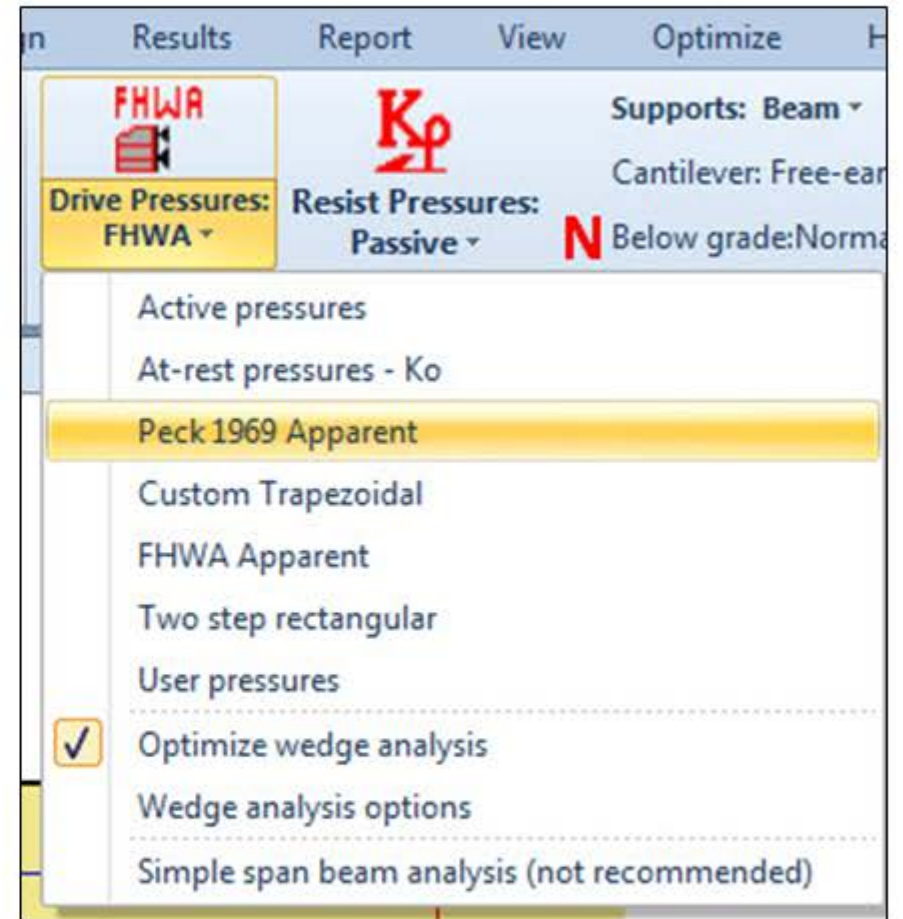 n Results Report View Optimize H
FHWA
Kp
Supports: Beam
Cantilever: Free-ear
Drive Pressures:
FHWA
Resist Pressures:
Passive
N Below grade:Norma
Active pressures
At-rest pressures - Ko
Peck 1969 Apparent
Custom Trapezoidal
FHWA Apparent
Two step rectangular
User pressures
Optimize wedge analysis
Wedge analysis options
Simple span beam analysis (not recommended)